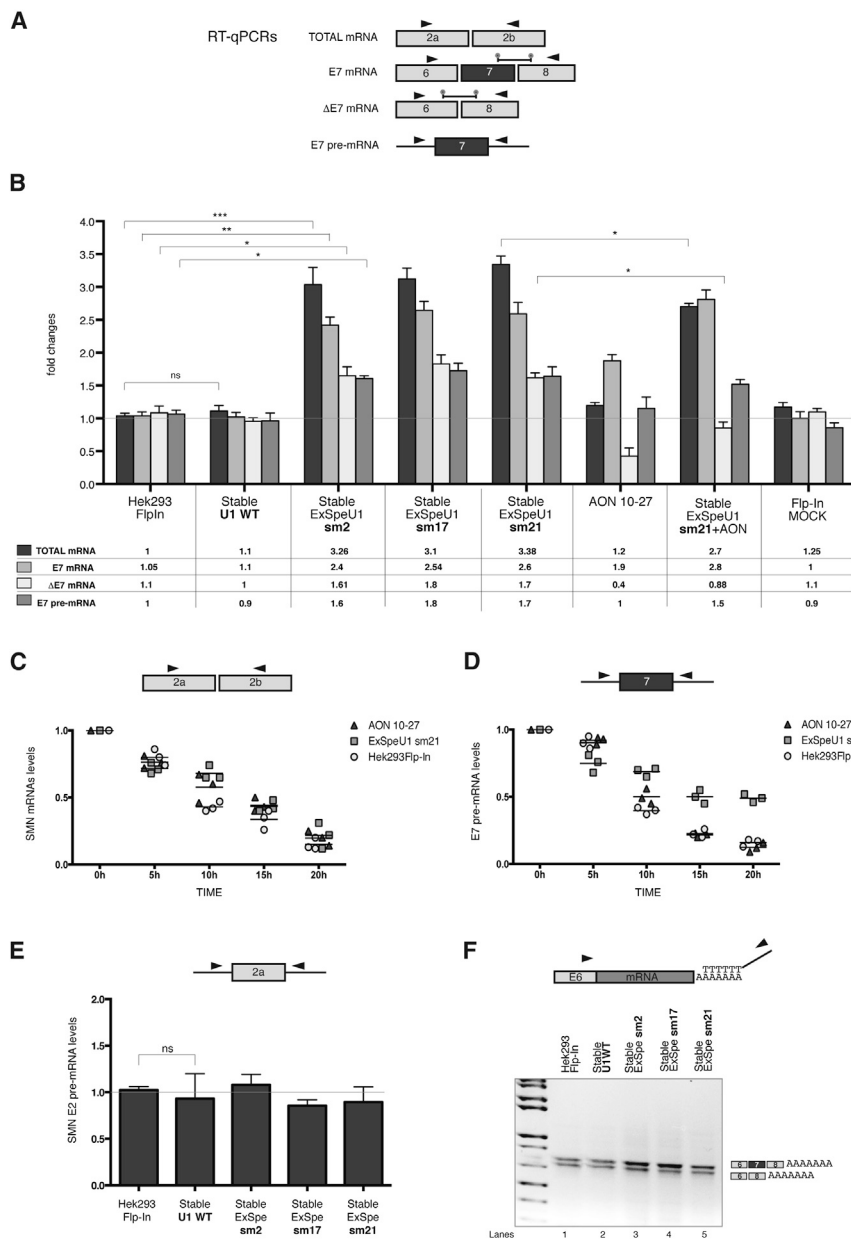 A
RT-qPCRs
TOTAL mRNA
2a
2b
E7 mRNA
6
7
8
ΔE7 mRNA
6
8
E7 pre-mRNA
7
B
fold changes
4.0
3.5
3.0
2.5
2.0
1.5
1.0
0.5
0.0
***
**
*
*
ns
*
*
Hek293 FlpIn
Stable U1 WT
Stable ExSpeU1 sm2
Stable ExSpeU1 sm17
Stable ExSpeU1 sm21
AON 10-27
Stable ExSpeU1 sm21+AON
Flp-In MOCK
TOTAL mRNA 1 1.1 3.26 3.1 3.38 1.2 2.7 1.25
E7 mRNA 1.05 1.1 2.4 2.54 2.6 1.9 2.8 1
ΔE7 mRNA 1.1 1 1.61 1.8 1.7 0.4 0.88 1.1
E7 pre-mRNA 1 0.9 1.6 1.8 1.7 1 1.5 0.9
C
2a
2b
SMN mRNAs levels
1.0
0.5
0.0
0h 5h 10h 15h 20h
TIME
AON 10-27
ExSpeU1 sm21
Hek293Flp-In
D
7
E7 pre-mRNA levels
1.0
0.5
0.0
0h 5h 10h 15h 20h
TIME
AON 10-27
ExSpeU1 s
Hek293Flp
E
2a
SMN E2 pre-mRNA levels
2.0
1.5
1.0
0.5
0.0
ns
Hek293 Flp-In
Stable U1 WT
Stable ExSpe sm2
Stable ExSpe sm17
Stable ExSpe sm21
F
E6
mRNA
TTTTTTT
AAAAAAA
Hek293 Flp-In
Stable U1WT
Stable ExSpe sm2
Stable ExSpe sm17
Stable ExSpe sm21
6 7 8 AAAAAAA
6 8 AAAAAAA
Lanes 1 2 3 4 5